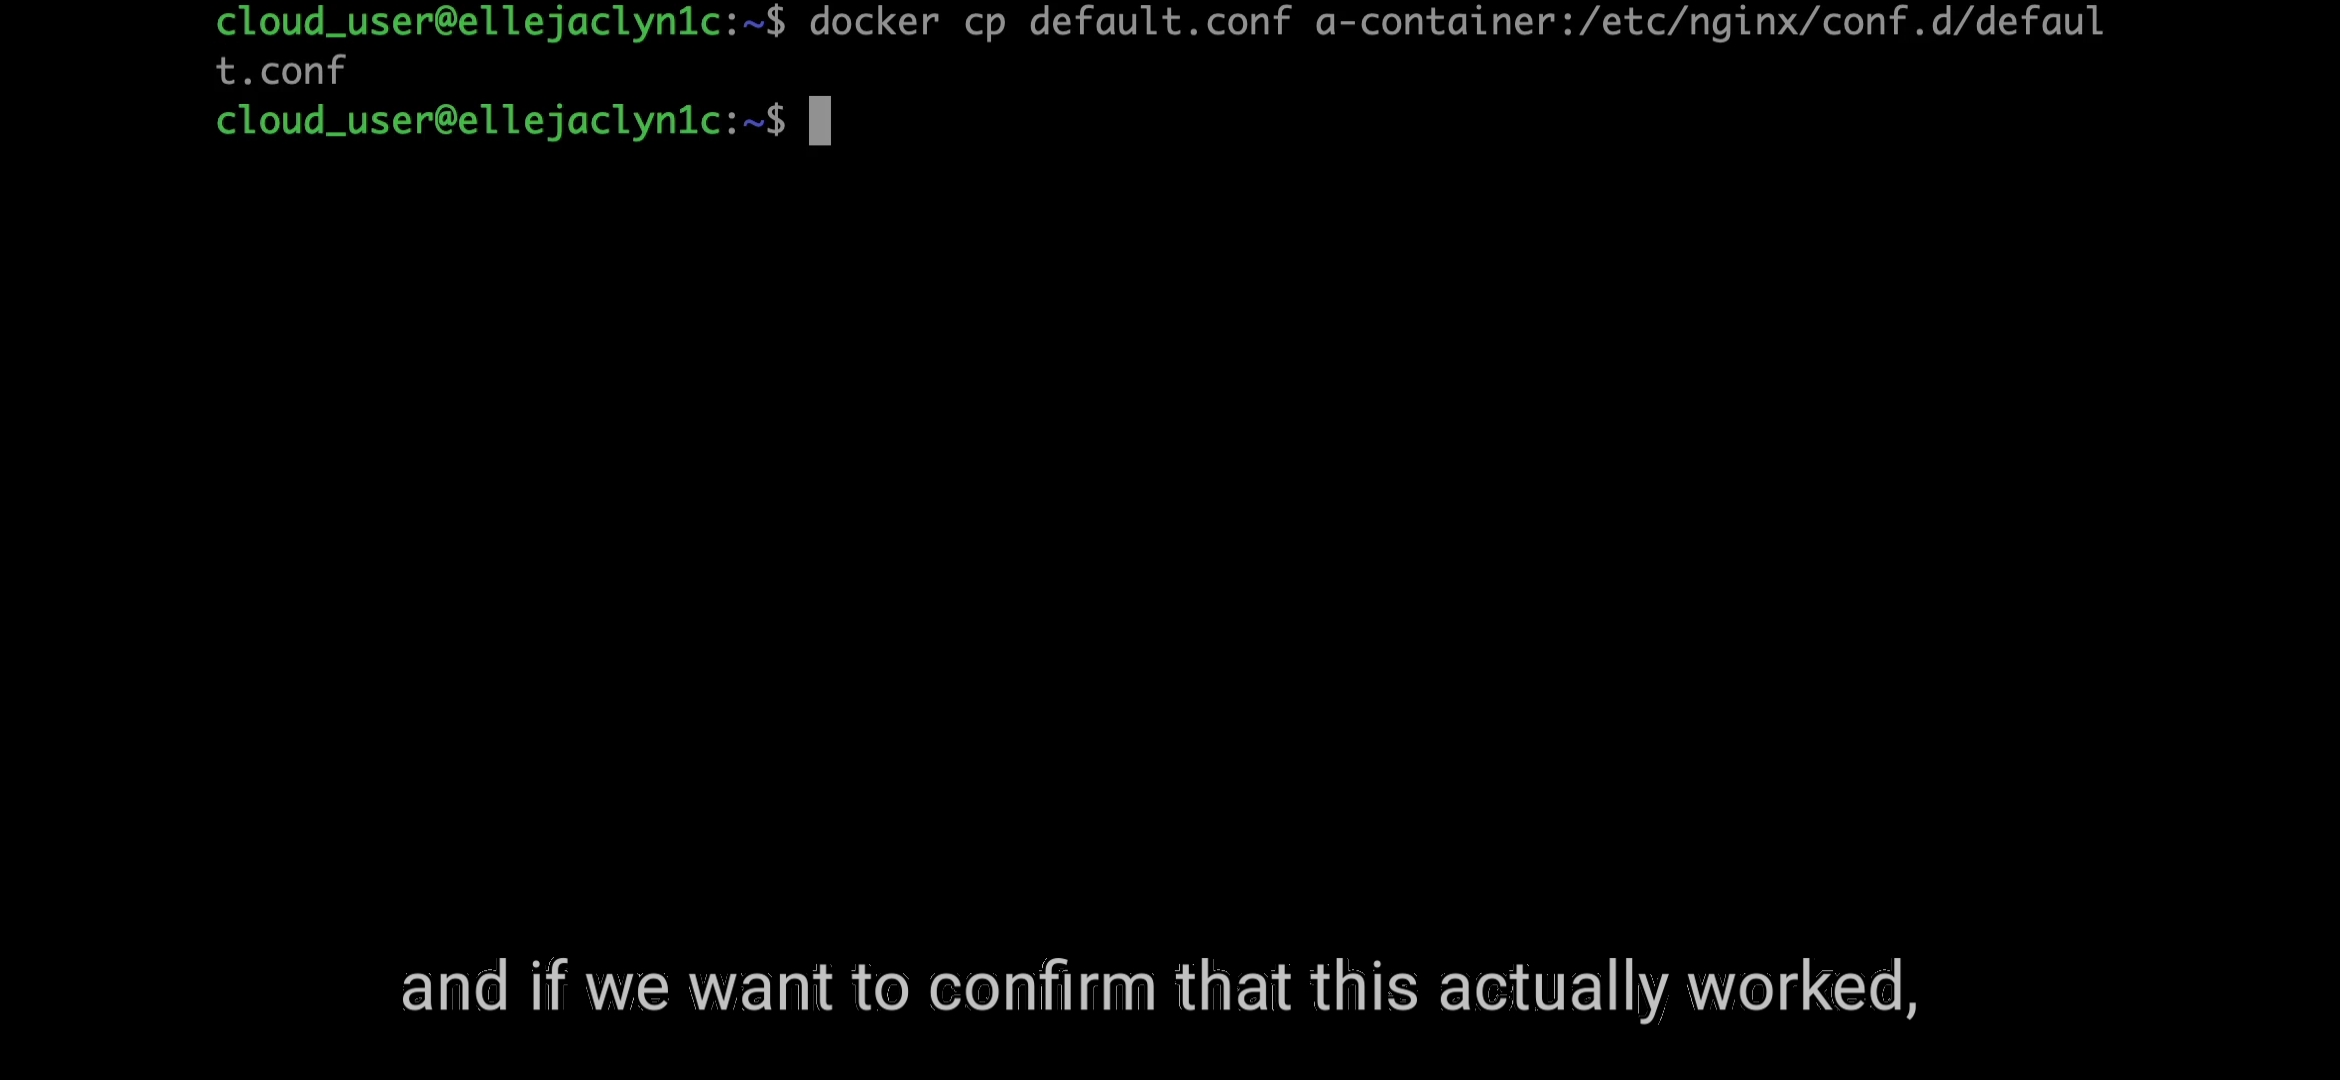 cloud_user@ellejaclyn1c:~$ docker cp default.conf a-container:/etc/nginx/conf.d/defaul
t.conf
cloud_user@ellejaclyn1c:~$
and if we want to confirm that this actually worked,